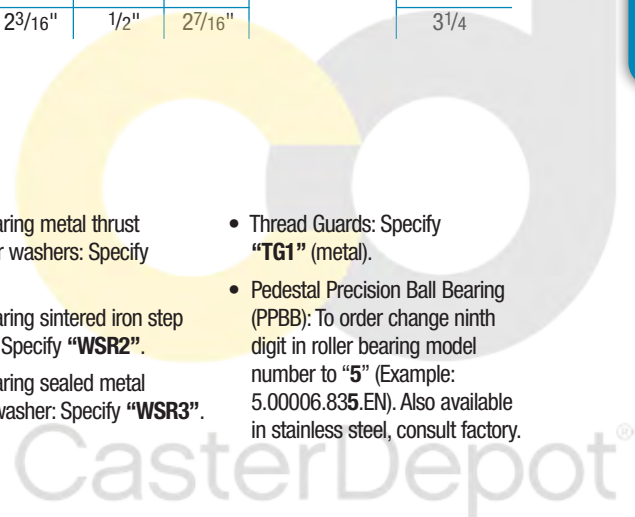 2 3/16" 1/2" 2 7/16" 3 1/4
aring metal thrust
r washers: Specify
aring sintered iron step
Specify “WSR2”.
aring sealed metal
washer: Specify “WSR3”.
• Thread Guards: Specify
“TG1” (metal).
• Pedestal Precision Ball Bearing
(PPBB): To order change ninth
digit in roller bearing model
number to “5” (Example:
5.00006.835.EN). Also available
in stainless steel, consult factory.
CasterDepot®